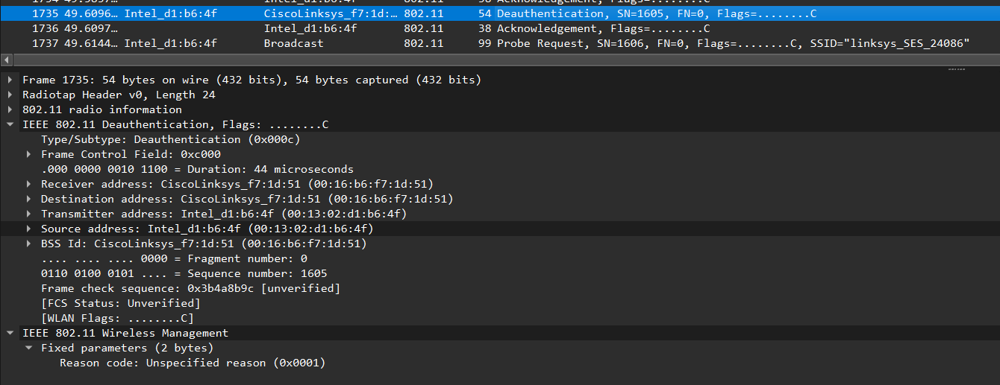 1735 49.6096… Intel_d1:b6:4f CiscoLinksys_f7:1d:… 802.11 54 Deauthentication, SN=1605, FN=0, Flags=........C
1736 49.6097… Intel_d1:b6:4f 802.11 38 Acknowledgement, Flags=........C
1737 49.6144… Intel_d1:b6:4f Broadcast 802.11 99 Probe Request, SN=1606, FN=0, Flags=........C, SSID="linksys_SES_24086"
Frame 1735: 54 bytes on wire (432 bits), 54 bytes captured (432 bits)
Radiotap Header v0, Length 24
802.11 radio information
IEEE 802.11 Deauthentication, Flags: ........C
Type/Subtype: Deauthentication (0x000c)
Frame Control Field: 0xc000
.000 0000 0010 1100 = Duration: 44 microseconds
Receiver address: CiscoLinksys_f7:1d:51 (00:16:b6:f7:1d:51)
Destination address: CiscoLinksys_f7:1d:51 (00:16:b6:f7:1d:51)
Transmitter address: Intel_d1:b6:4f (00:13:02:d1:b6:4f)
Source address: Intel_d1:b6:4f (00:13:02:d1:b6:4f)
BSS Id: CiscoLinksys_f7:1d:51 (00:16:b6:f7:1d:51)
.... .... .... 0000 = Fragment number: 0
0110 0100 0101 .... = Sequence number: 1605
Frame check sequence: 0x3b4a8b9c [unverified]
[FCS Status: Unverified]
[WLAN Flags: ........C]
IEEE 802.11 Wireless Management
Fixed parameters (2 bytes)
Reason code: Unspecified reason (0x0001)